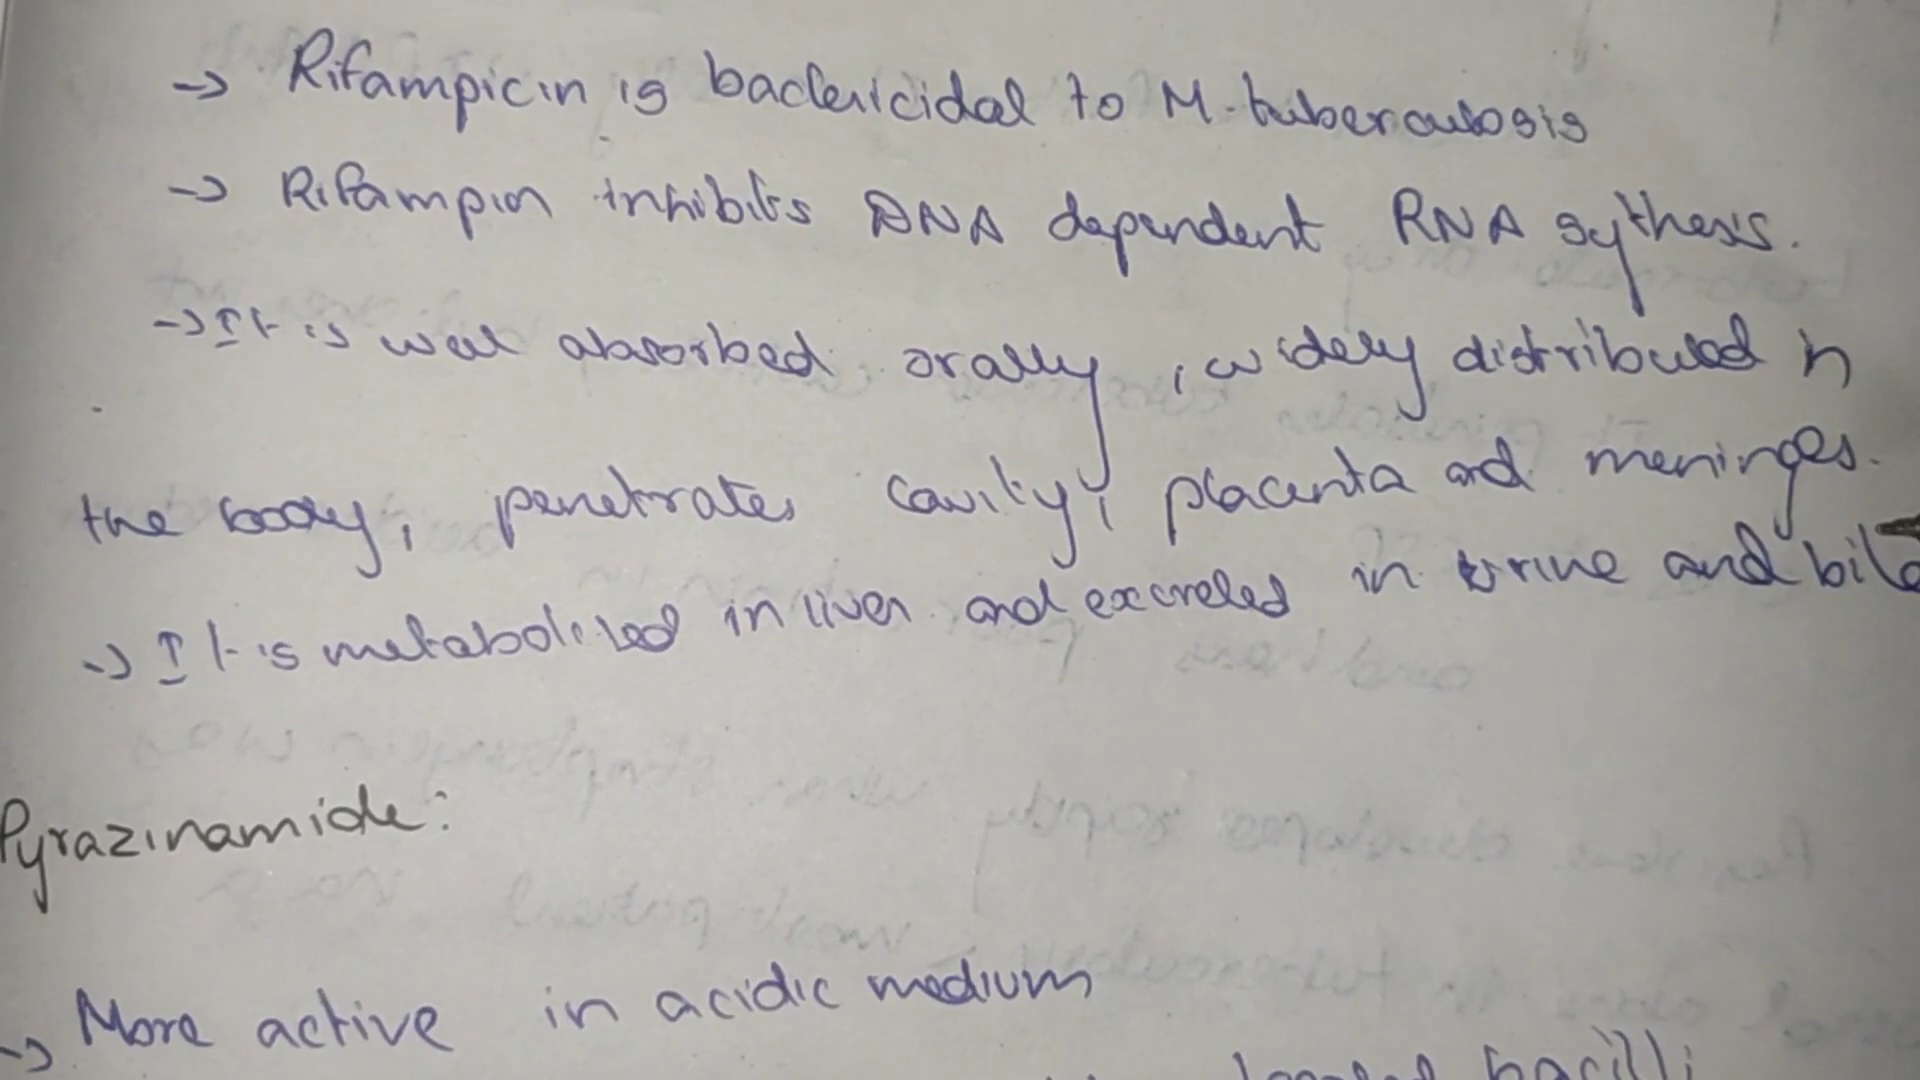 → Rifampicin is bactericidal to M. tuberculosis
→ Rifampin inhibits DNA dependent RNA sythesis.
→ It is well absorbed orally, widely distributed in
the body, penetrates cavity, placenta and meninges.
→ It is metabolized in liver and excreted in urine and bile
Pyrazinamide:
→ More active in acidic medium
bacilli